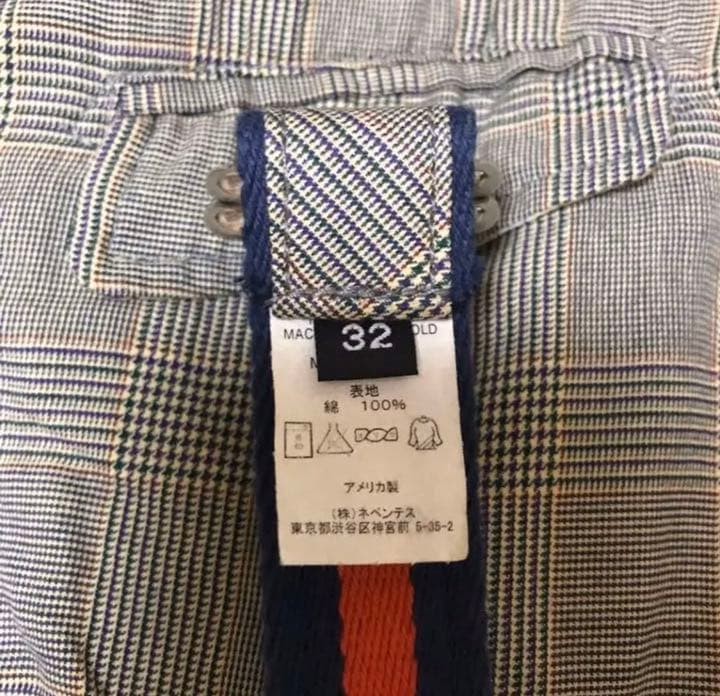 32
表地
綿 100%
アメリカ製
(株)ネペンテス
東京都渋谷区神宮前 5-35-2